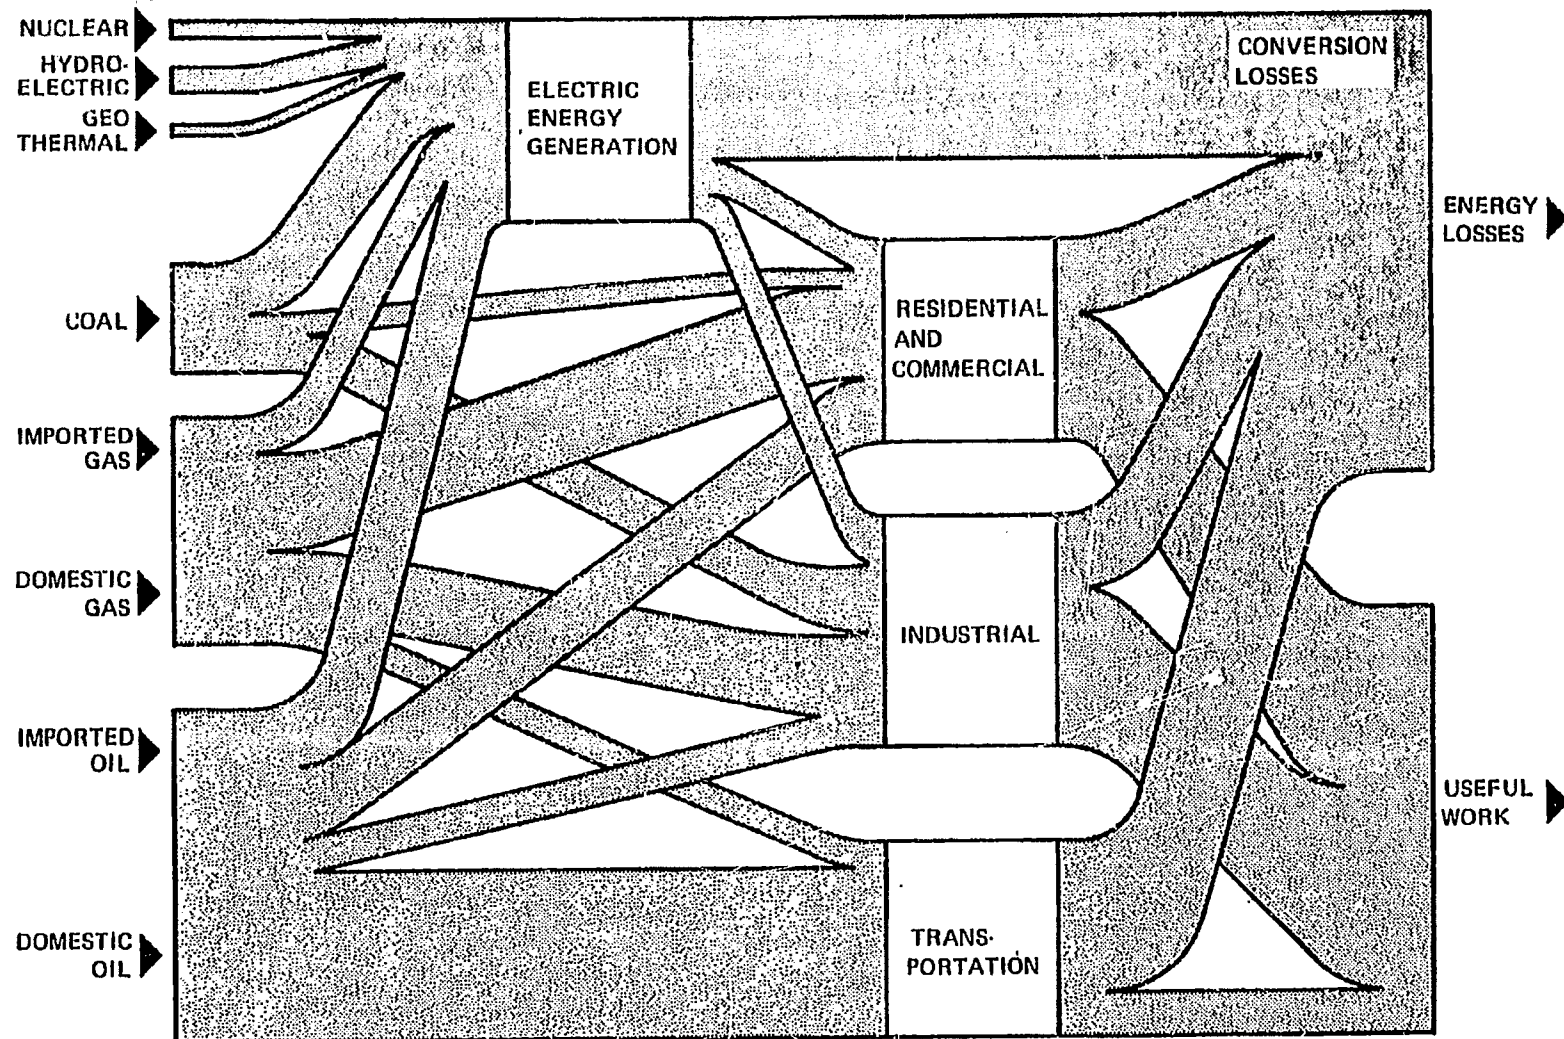 NUCLEAR
HYDRO-
ELECTRIC
GEO
THERMAL
COAL
IMPORTED
GAS
DOMESTIC
GAS
IMPORTED
OIL
DOMESTIC
OIL
ELECTRIC
ENERGY
GENERATION
RESIDENTIAL
AND
COMMERCIAL
INDUSTRIAL
TRANS-
PORTATION
CONVERSION
LOSSES
ENERGY
LOSSES
USEFUL
WORK